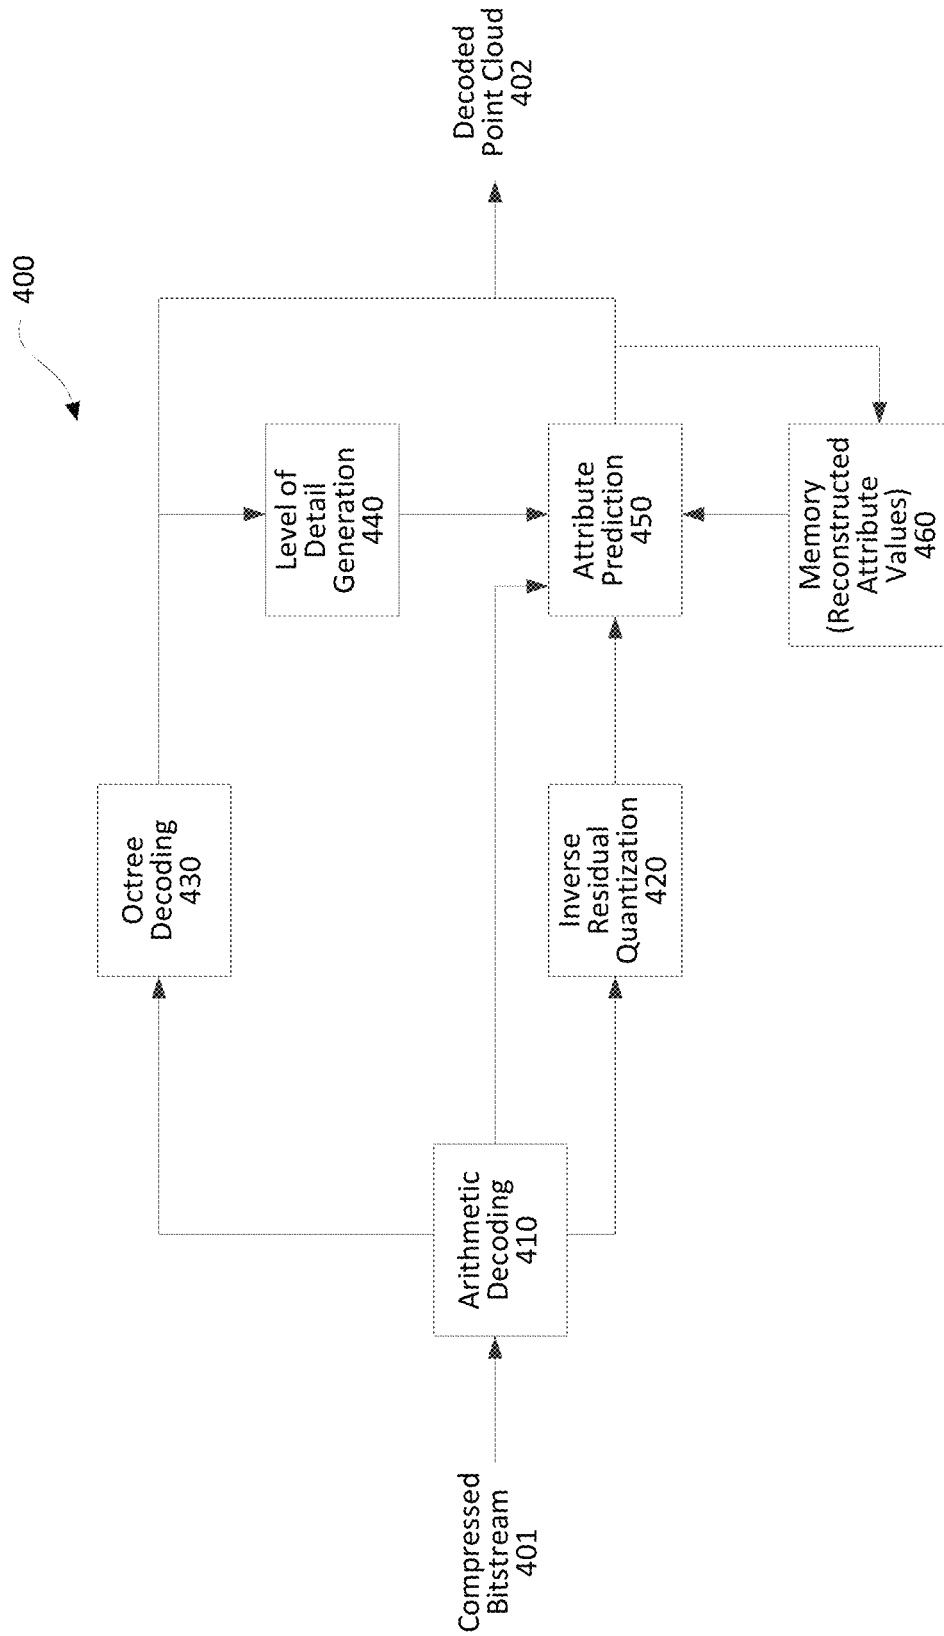 400
Octree
Decoding
430
Level of
Detail
Generation
440
Compressed
Bitstream
401
Arithmetic
Decoding
410
Decoded
Point Cloud
402
Inverse
Residual
Quantization
420
Attribute
Prediction
450
Memory
(Reconstructed
Attribute
Values)
460